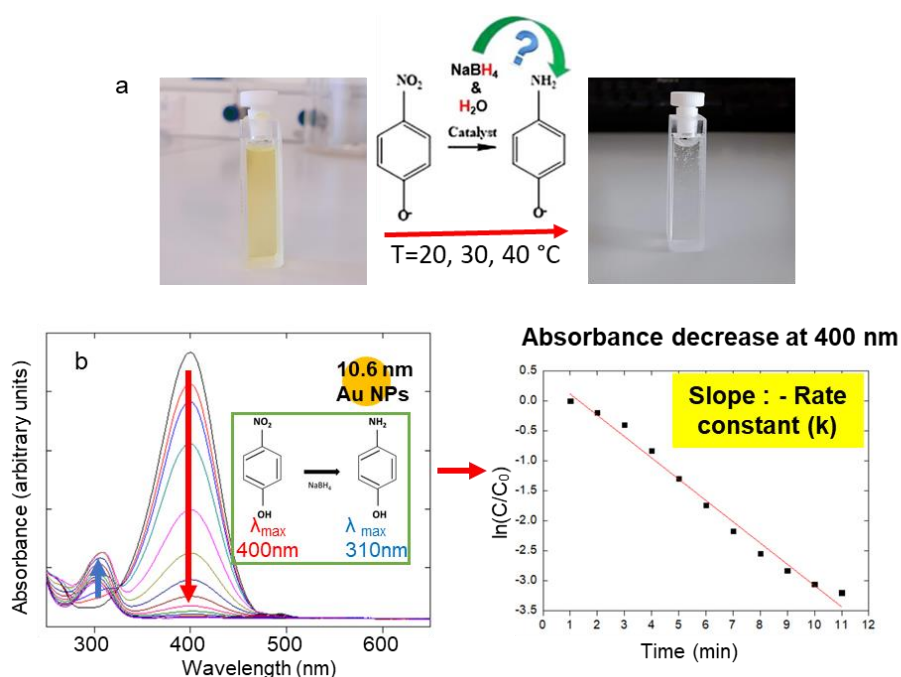 a
NO₂
NaBH₄
&
H₂O
Catalyst
?
NH₂
O⁻
O⁻
T=20, 30, 40 °C
b
10.6 nm
Au NPs
NO₂
NH₂
NaBH₄
OH
OH
λmax
400nm
λ max
310nm
Absorbance (arbitrary units)
300
400
500
600
Wavelength (nm)
Absorbance decrease at 400 nm
Slope : - Rate
constant (k)
ln(C/C₀)
0.5
0.0
-0.5
-1.0
-1.5
-2.0
-2.5
-3.0
-3.5
0 1 2 3 4 5 6 7 8 9 10 11 12
Time (min)